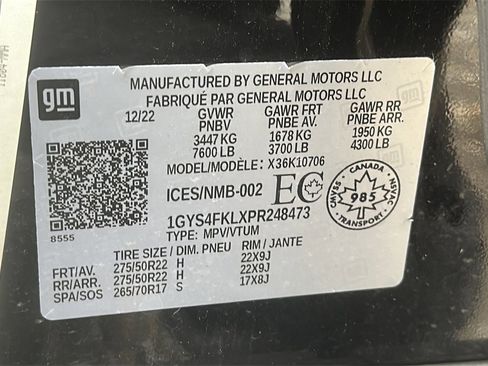 gm
MANUFACTURED BY GENERAL MOTORS LLC
FABRIQUÉ PAR GENERAL MOTORS LLC
12/22 GVWR GAWR FRT GAWR RR
PNBV PNBE AV. PNBE ARR.
3447 KG 1678 KG 1950 KG
7600 LB 3700 LB 4300 LB
MODEL/MODÈLE: X36K10706
ICES/NMB-002 EC
CANADA
NSVAC
985
TRANSPORT
SVNMAC
1GYS4FKLXPR248473
TYPE: MPV/VTUM
8555
TIRE SIZE / DIM. PNEU RIM / JANTE
FRT/AV. 275/50R22 H 22X9J
RR/ARR. 275/50R22 H 22X9J
SPA/SOS 265/70R17 S 17X8J